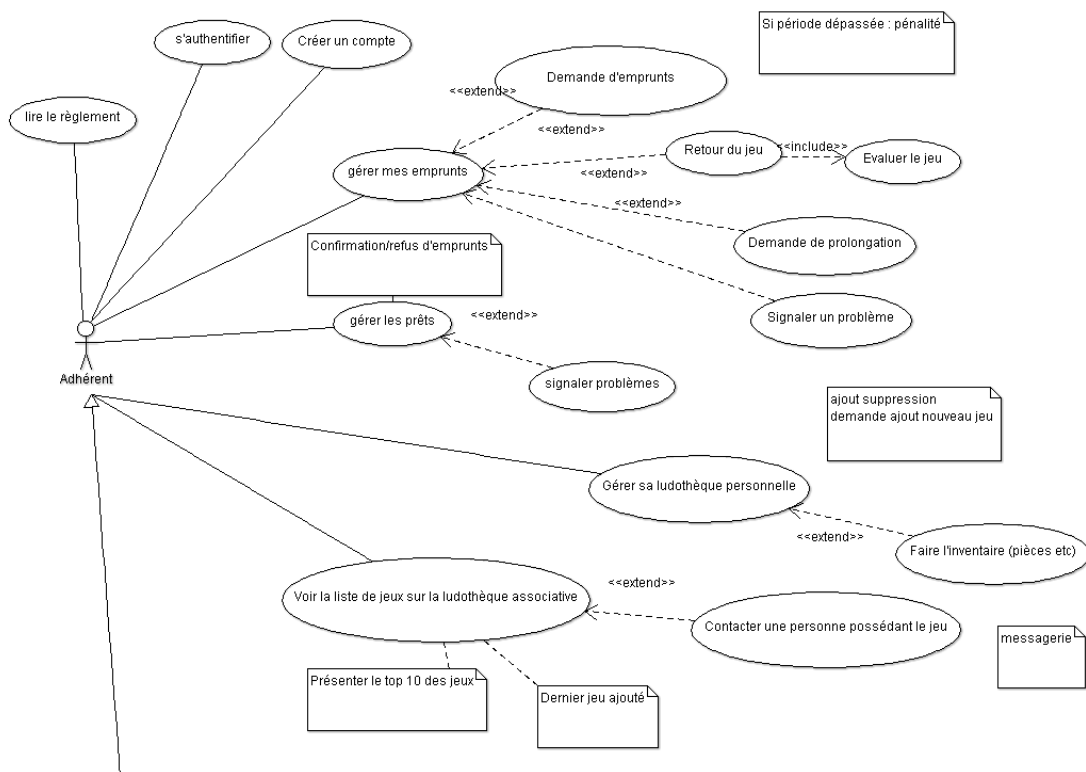 Si période dépassée : pénalité
s'authentifier
Créer un compte
Demande d'emprunts
<<extend>>
lire le règlement
<<extend>>
Retour du jeu
<<include>>
Evaluer le jeu
gérer mes emprunts
<<extend>>
<<extend>>
Demande de prolongation
Confirmation/refus d'emprunts
gérer les prêts
<<extend>>
Signaler un problème
Adhérent
signaler problèmes
ajout suppression
demande ajout nouveau jeu
Gérer sa ludothèque personnelle
<<extend>>
Faire l'inventaire (pièces etc)
<<extend>>
Voir la liste de jeux sur la ludothèque associative
Contacter une personne possédant le jeu
messagerie
Présenter le top 10 des jeux
Dernier jeu ajouté